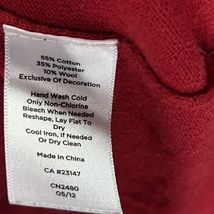 55% Cotton
35% Polyester
10% Wool
Exclusive Of Decoration
Hand Wash Cold
Only Non-Chlorine
Bleach When Needed
Reshape, Lay Flat To
Dry
Cool Iron, if Needed
Or Dry Clean
Made In China
CA #23147
CN2480
05/12